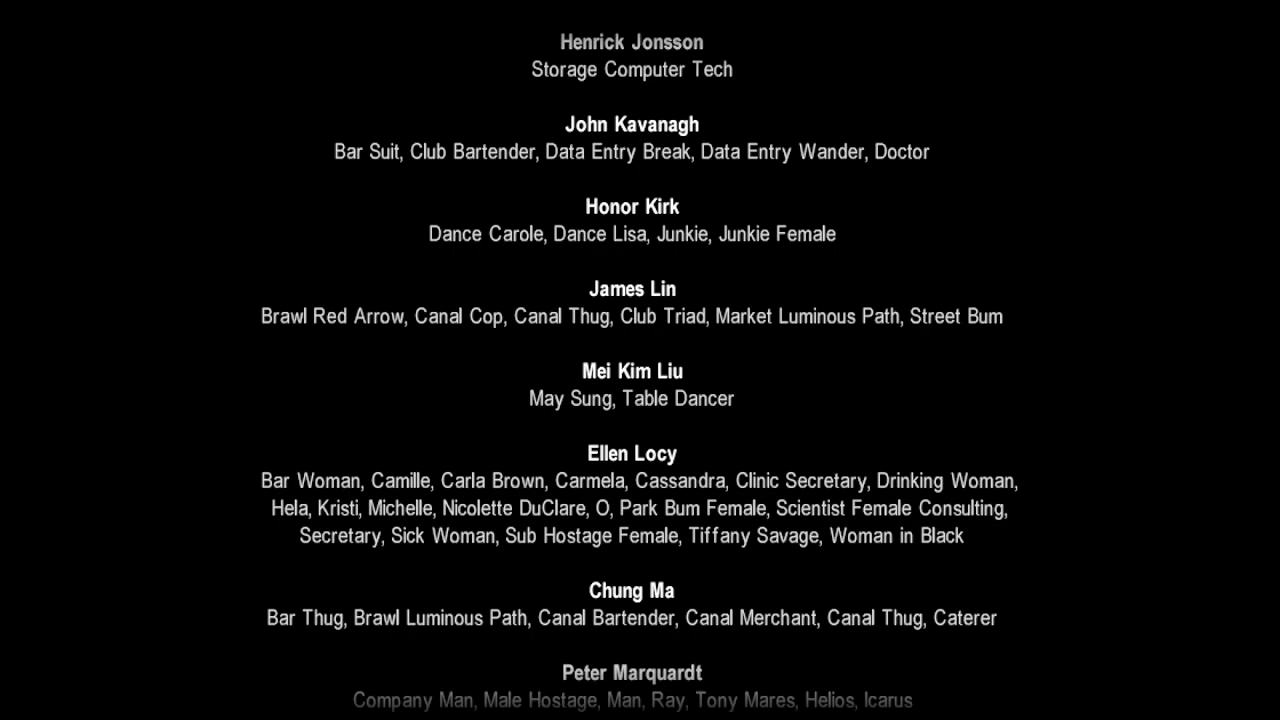 Henrick Jonsson
Storage Computer Tech
John Kavanagh
Bar Suit, Club Bartender, Data Entry Break, Data Entry Wander, Doctor
Honor Kirk
Dance Carole, Dance Lisa, Junkie, Junkie Female
James Lin
Brawl Red Arrow, Canal Cop, Canal Thug, Club Triad, Market Luminous Path, Street Bum
Mei Kim Liu
May Sung, Table Dancer
Ellen Locy
Bar Woman, Camille, Carla Brown, Carmela, Cassandra, Clinic Secretary, Drinking Woman,
Hela, Kristi, Michelle, Nicolette DuClare, O, Park Bum Female, Scientist Female Consulting,
Secretary, Sick Woman, Sub Hostage Female, Tiffany Savage, Woman in Black
Chung Ma
Bar Thug, Brawl Luminous Path, Canal Bartender, Canal Merchant, Canal Thug, Caterer
Peter Marquardt
Company Man, Male Hostage, Man, Ray, Tony Mares, Helios, Icarus